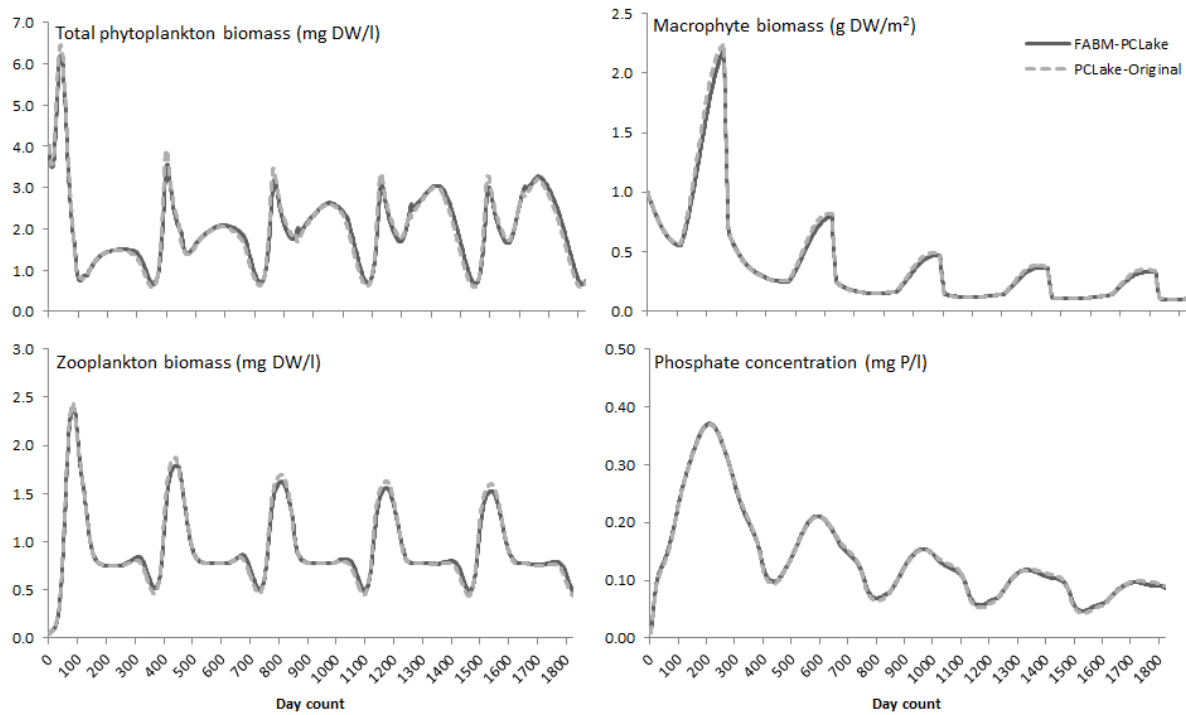 Total phytoplankton biomass (mg DW/l)
7.0
6.0
5.0
4.0
3.0
2.0
1.0
0.0
Macrophyte biomass (g DW/m²)
2.5
2.0
1.5
1.0
0.5
0.0
FABM-PCLake
PCLake-Original
Zooplankton biomass (mg DW/l)
3.0
2.5
2.0
1.5
1.0
0.5
0.0
0 100 200 300 400 500 600 700 800 900 1000 1100 1200 1300 1400 1500 1600 1700 1800
Day count
Phosphate concentration (mg P/l)
0.50
0.40
0.30
0.20
0.10
0.00
0 100 200 300 400 500 600 700 800 900 1000 1100 1200 1300 1400 1500 1600 1700 1800
Day count